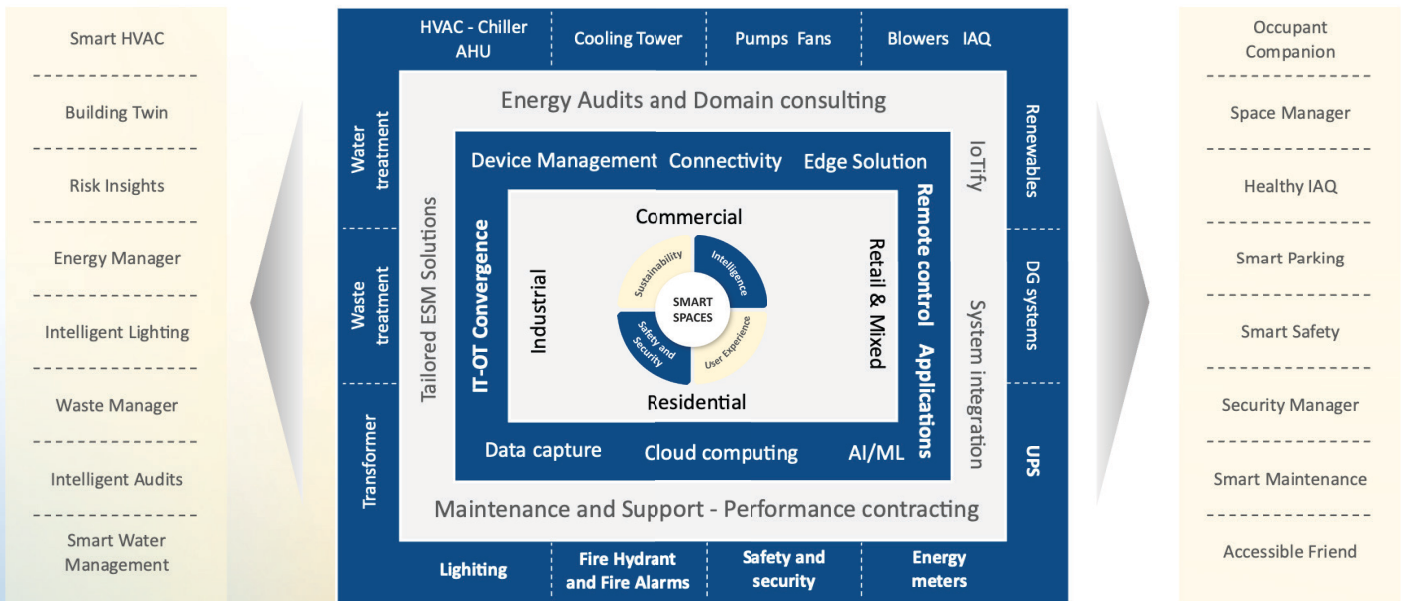 Smart HVAC
Building Twin
Risk Insights
Energy Manager
Intelligent Lighting
Waste Manager
Intelligent Audits
Smart Water
Management
HVAC - Chiller
AHU
Cooling Tower
Pumps Fans
Blowers IAQ
Water
treatment
Waste
treatment
Transformer
Renewables
DG systems
UPS
Lighiting
Fire Hydrant
and Fire Alarms
Safety and
security
Energy
meters
Energy Audits and Domain consulting
Tailored ESM Solutions
IoTify
System integration
Maintenance and Support - Performance contracting
Device Management
Connectivity
Edge Solution
IT-OT Convergence
Remote control
Applications
Data capture
Cloud computing
AI/ML
Commercial
Industrial
Retail & Mixed
Residential
Sustainability
Intelligence
Safety and
Security
User Experience
SMART
SPACES
Occupant
Companion
Space Manager
Healthy IAQ
Smart Parking
Smart Safety
Security Manager
Smart Maintenance
Accessible Friend